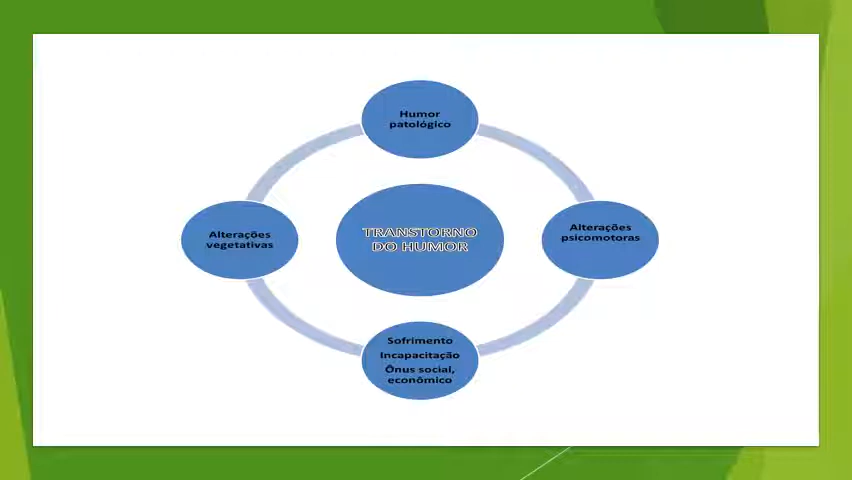 Humor
patológico
Alterações
vegetativas
TRANSTORNO
DO HUMOR
Alterações
psicomotoras
Sofrimento
Incapacitação
Ônus social,
econômico